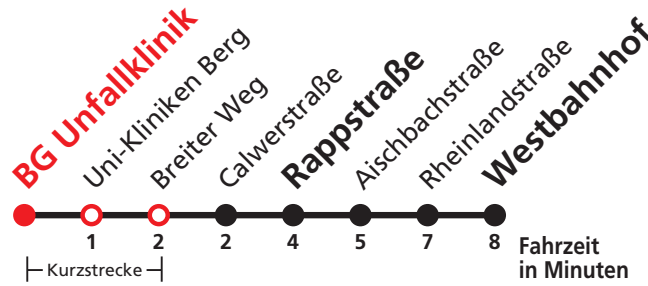 BG Unfallklinik
Uni-Kliniken Berg
Breiter Weg
Calwerstraße
Rappstraße
Aischbachstraße
Rheinlandstraße
Westbahnhof
1 2 2 4 5 7 8
Fahrzeit
in Minuten
Kurzstrecke